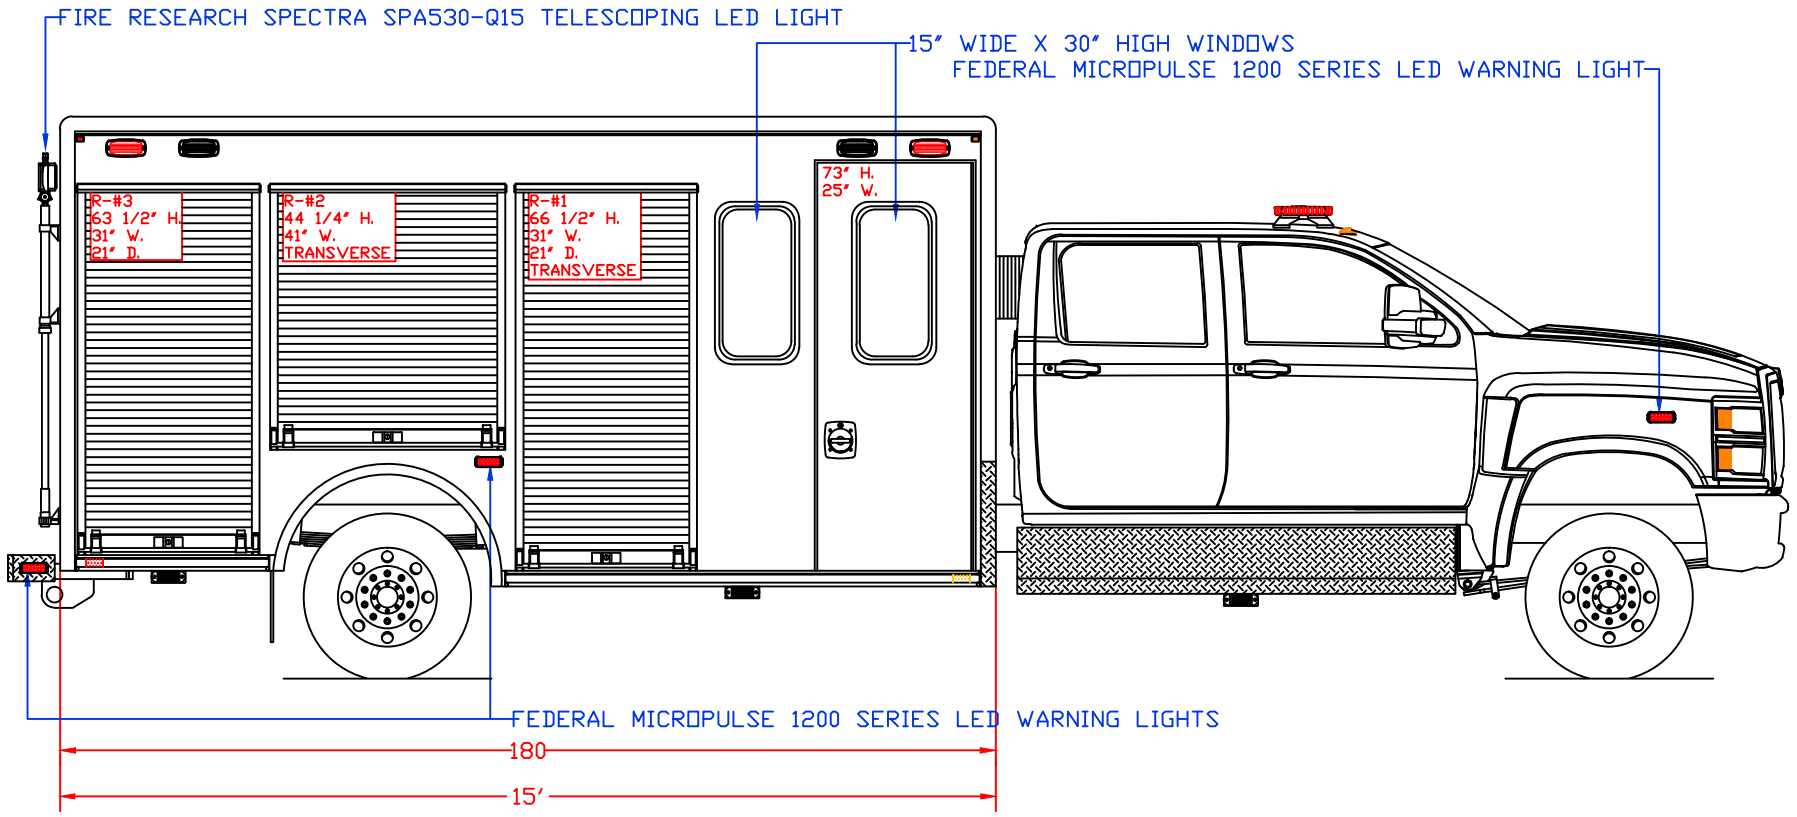 FIRE RESEARCH SPECTRA SPA530-Q15 TELESCOPING LED LIGHT
15" WIDE X 30" HIGH WINDOWS
FEDERAL MICROPULSE 1200 SERIES LED WARNING LIGHT
73" H.
25" W.
R-#3
63 1/2" H.
31" W.
21" D.
R-#2
44 1/4" H.
41" W.
TRANSVERSE
R-#1
66 1/2" H.
31" W.
21" D.
TRANSVERSE
FEDERAL MICROPULSE 1200 SERIES LED WARNING LIGHTS
180
15'